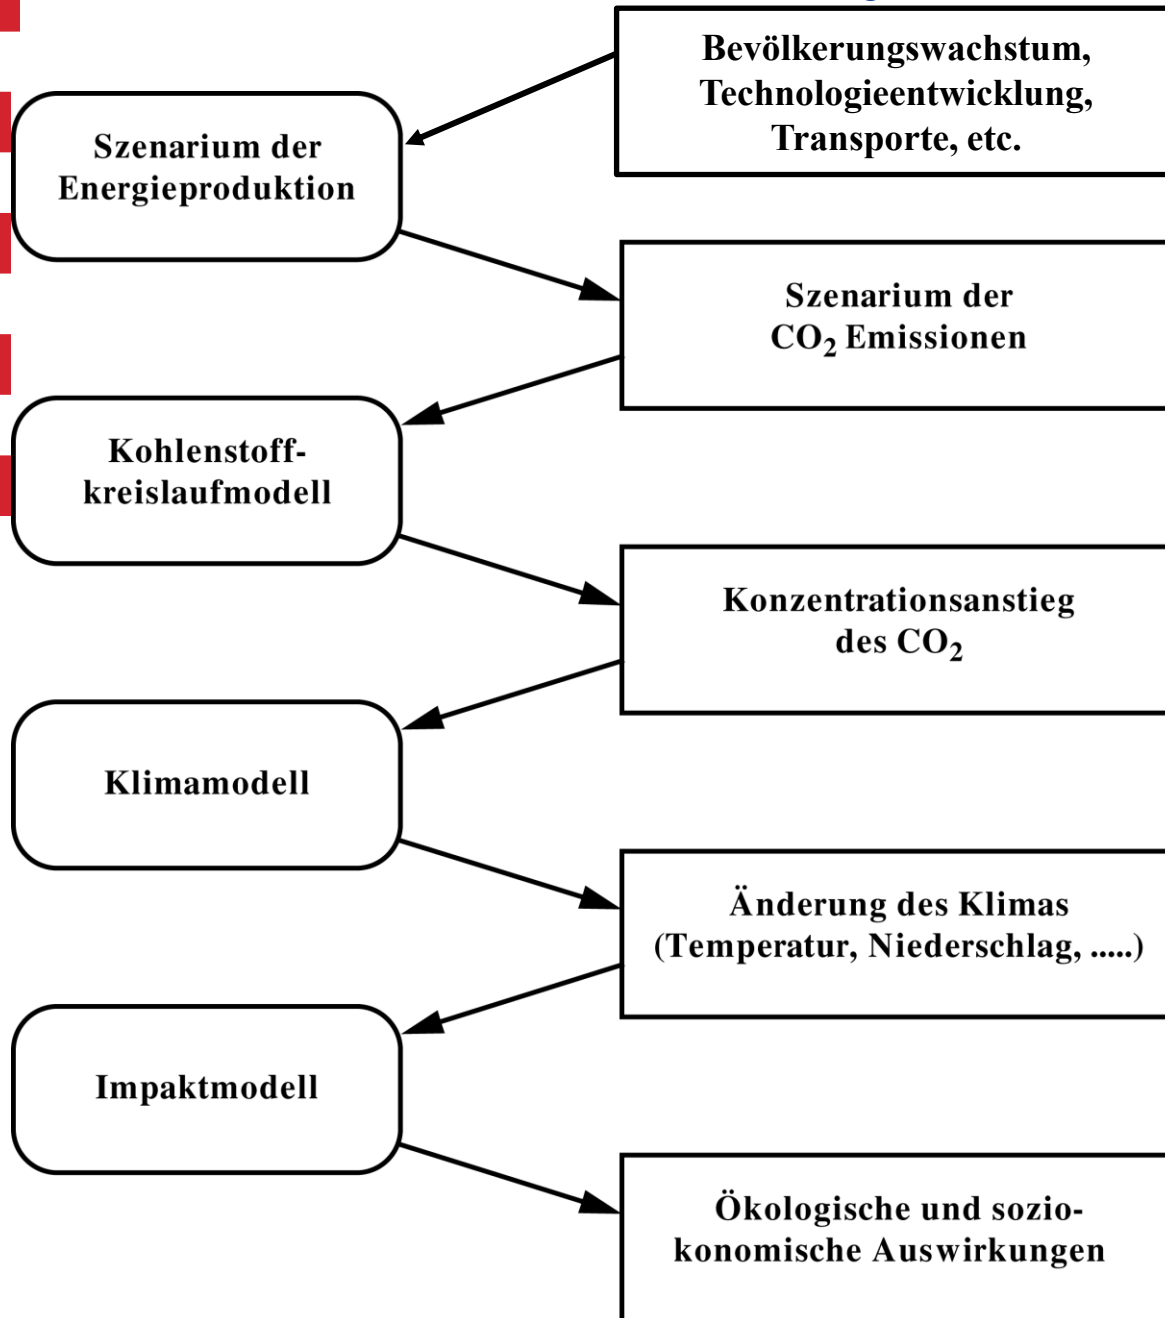 Bevölkerungswachstum,
Technologieentwicklung,
Transporte, etc.
Szenarium der
Energieproduktion
Szenarium der
CO₂ Emissionen
Kohlenstoff-
kreislaufmodell
Konzentrationsanstieg
des CO₂
Klimamodell
Änderung des Klimas
(Temperatur, Niederschlag, .....)
Impaktmodell
Ökologische und sozio-
konomische Auswirkungen